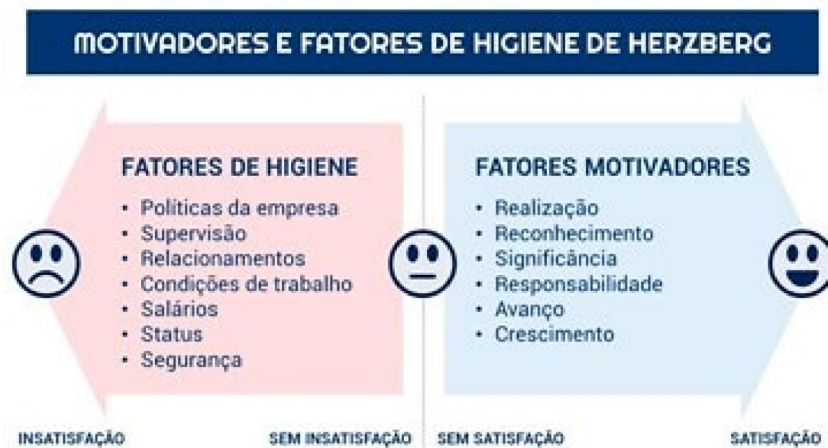 MOTIVADORES E FATORES DE HIGIENE DE HERZBERG
FATORES DE HIGIENE
• Políticas da empresa
• Supervisão
• Relacionamentos
• Condições de trabalho
• Salários
• Status
• Segurança
FATORES MOTIVADORES
• Realização
• Reconhecimento
• Significância
• Responsabilidade
• Avanço
• Crescimento
INSATISFAÇÃO
SEM INSATISFAÇÃO
SEM SATISFAÇÃO
SATISFAÇÃO